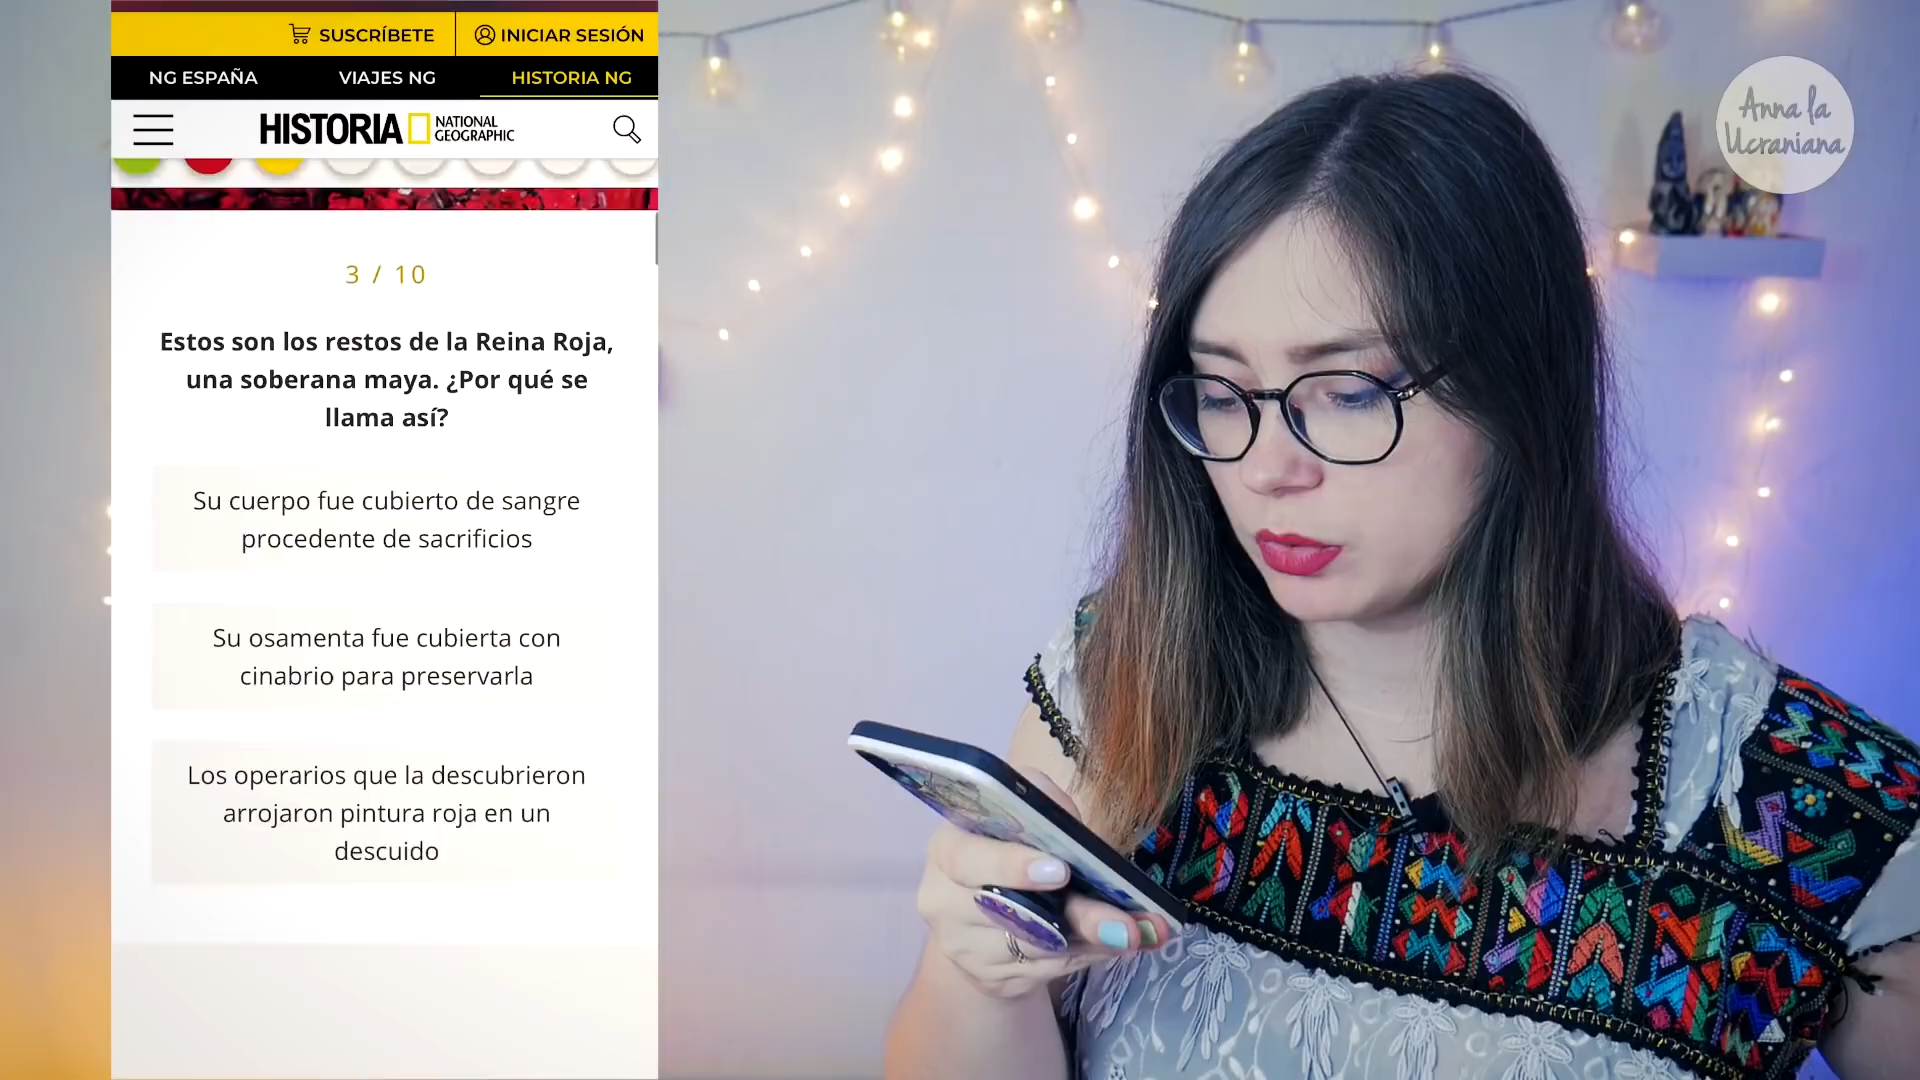 SUSCRÍBETE
INICIAR SESIÓN
NG ESPAÑA
VIAJES NG
HISTORIA NG
HISTORIA NATIONAL
GEOGRAPHIC
3 / 10
Estos son los restos de la Reina Roja,
una soberana maya. ¿Por qué se
llama así?
Su cuerpo fue cubierto de sangre
procedente de sacrificios
Su osamenta fue cubierta con
cinabrio para preservarla
Los operarios que la descubrieron
arrojaron pintura roja en un
descuido
Anna la
Ucraniana